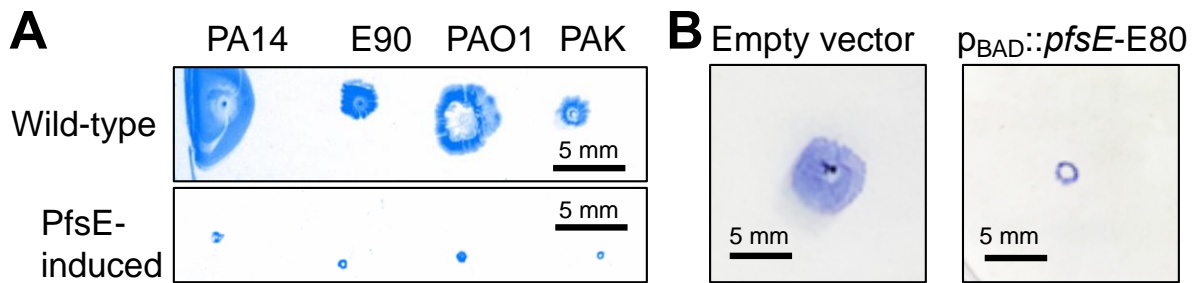 A
PA14 E90 PAO1 PAK
Wild-type
5 mm
PfsE-
induced
5 mm
B
Empty vector
pBAD::pfsE-E80
5 mm
5 mm